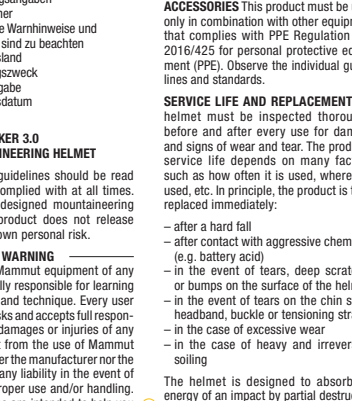 ner
e Warnhinweise und
sind zu beachten
sland
gszweck
gabe
sdatum
KER 3.0
INEERING HELMET
guidelines should be read
omplied with at all times.
designed mountaineering
product does not release
own personal risk.
WARNING
Mammut equipment of any
lly responsible for learning
and technique. Every user
sks and accepts full respon-
damages or injuries of any
t from the use of Mammut
er the manufacturer nor the
any liability in the event of
roper use and/or handling.
ACCESSORIES This product must be
only in combination with other equip
that complies with PPE Regulation
2016/425 for personal protective ec
ment (PPE). Observe the individual gu
lines and standards.
SERVICE LIFE AND REPLACEMENT
helmet must be inspected thorou
before and after every use for dan
and signs of wear and tear. The prod
service life depends on many fac
such as how often it is used, where
used, etc. In principle, the product is t
replaced immediately:
– after a hard fall
– after contact with aggressive chem
(e.g. battery acid)
– in the event of tears, deep scrat
or bumps on the surface of the heln
– in the event of tears on the chin s
headband, buckle or tensioning stra
– in the case of excessive wear
– in the case of heavy and irrever
soiling
The helmet is designed to absorb
energy of an impact by partial destruc